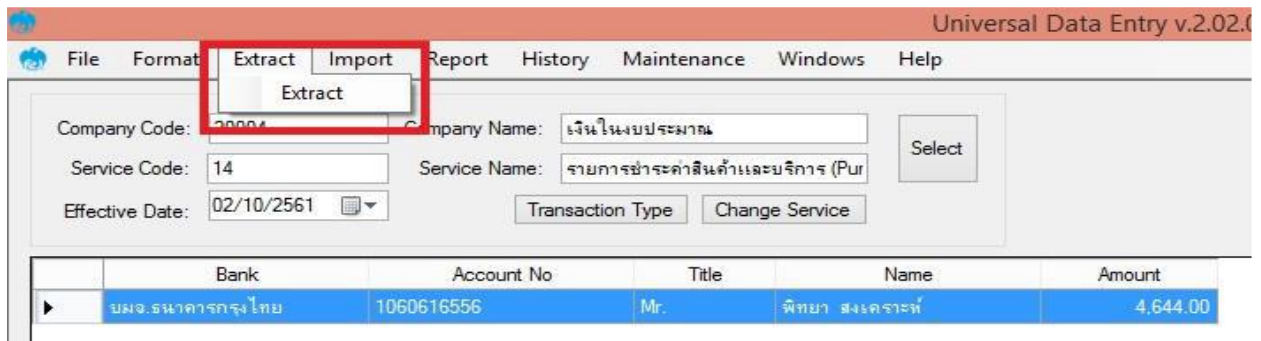 Universal Data Entry v.2.02.0
File Format Extract Import Report History Maintenance Windows Help
Extract
Company Code: Company Name: เงินในงบประมาณ
Select
Service Code: 14 Service Name: รายการชำระค่าสินค้าและบริการ (Pur
Effective Date: 02/10/2561 Transaction Type Change Service
Bank Account No Title Name Amount
บมจ.ธนาคารกรุงไทย 1060616556 Mr. พิทยา สงเคราะห์ 4,644.00